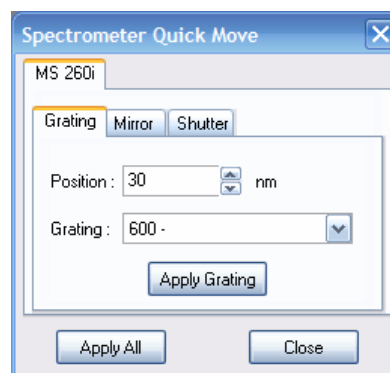 Spectrometer Quick Move
MS 260i
Grating Mirror Shutter
Position : 30 nm
Grating : 600 -
Apply Grating
Apply All Close